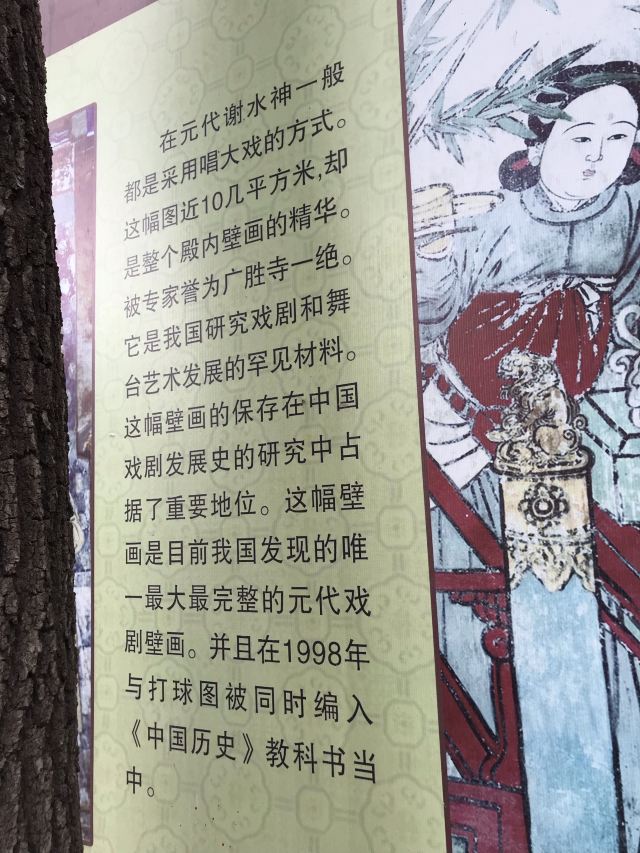 在元代谢水神一般
都是采用唱大戏的方式。
这幅图近10几平方米,却
是整个殿内壁画的精华。
被专家誉为广胜寺一绝。
它是我国研究戏剧和舞
台艺术发展的罕见材料。
这幅壁画的保存在中国
戏剧发展史的研究中占
据了重要地位。这幅壁
画是目前我国发现的唯
一最大最完整的元代戏
剧壁画。并且在1998年
与打球图被同时编入
《中国历史》教科书当
中。